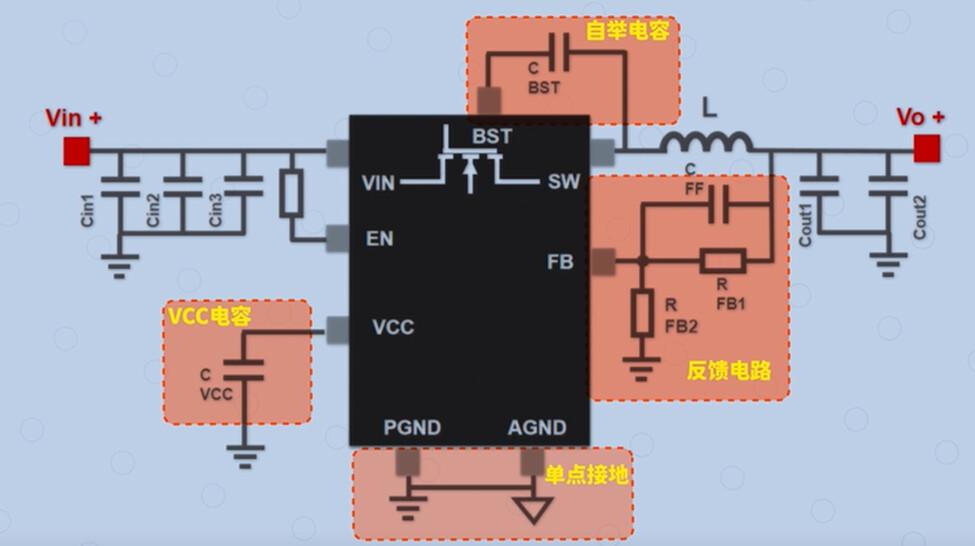 自举电容
C
BST
Vin +
L
Vo +
BST
VIN
SW
C
FF
Cin1
Cin2
Cin3
Cout1
Cout2
EN
FB
R
FB1
R
FB2
VCC电容
VCC
C
VCC
反馈电路
PGND
AGND
单点接地